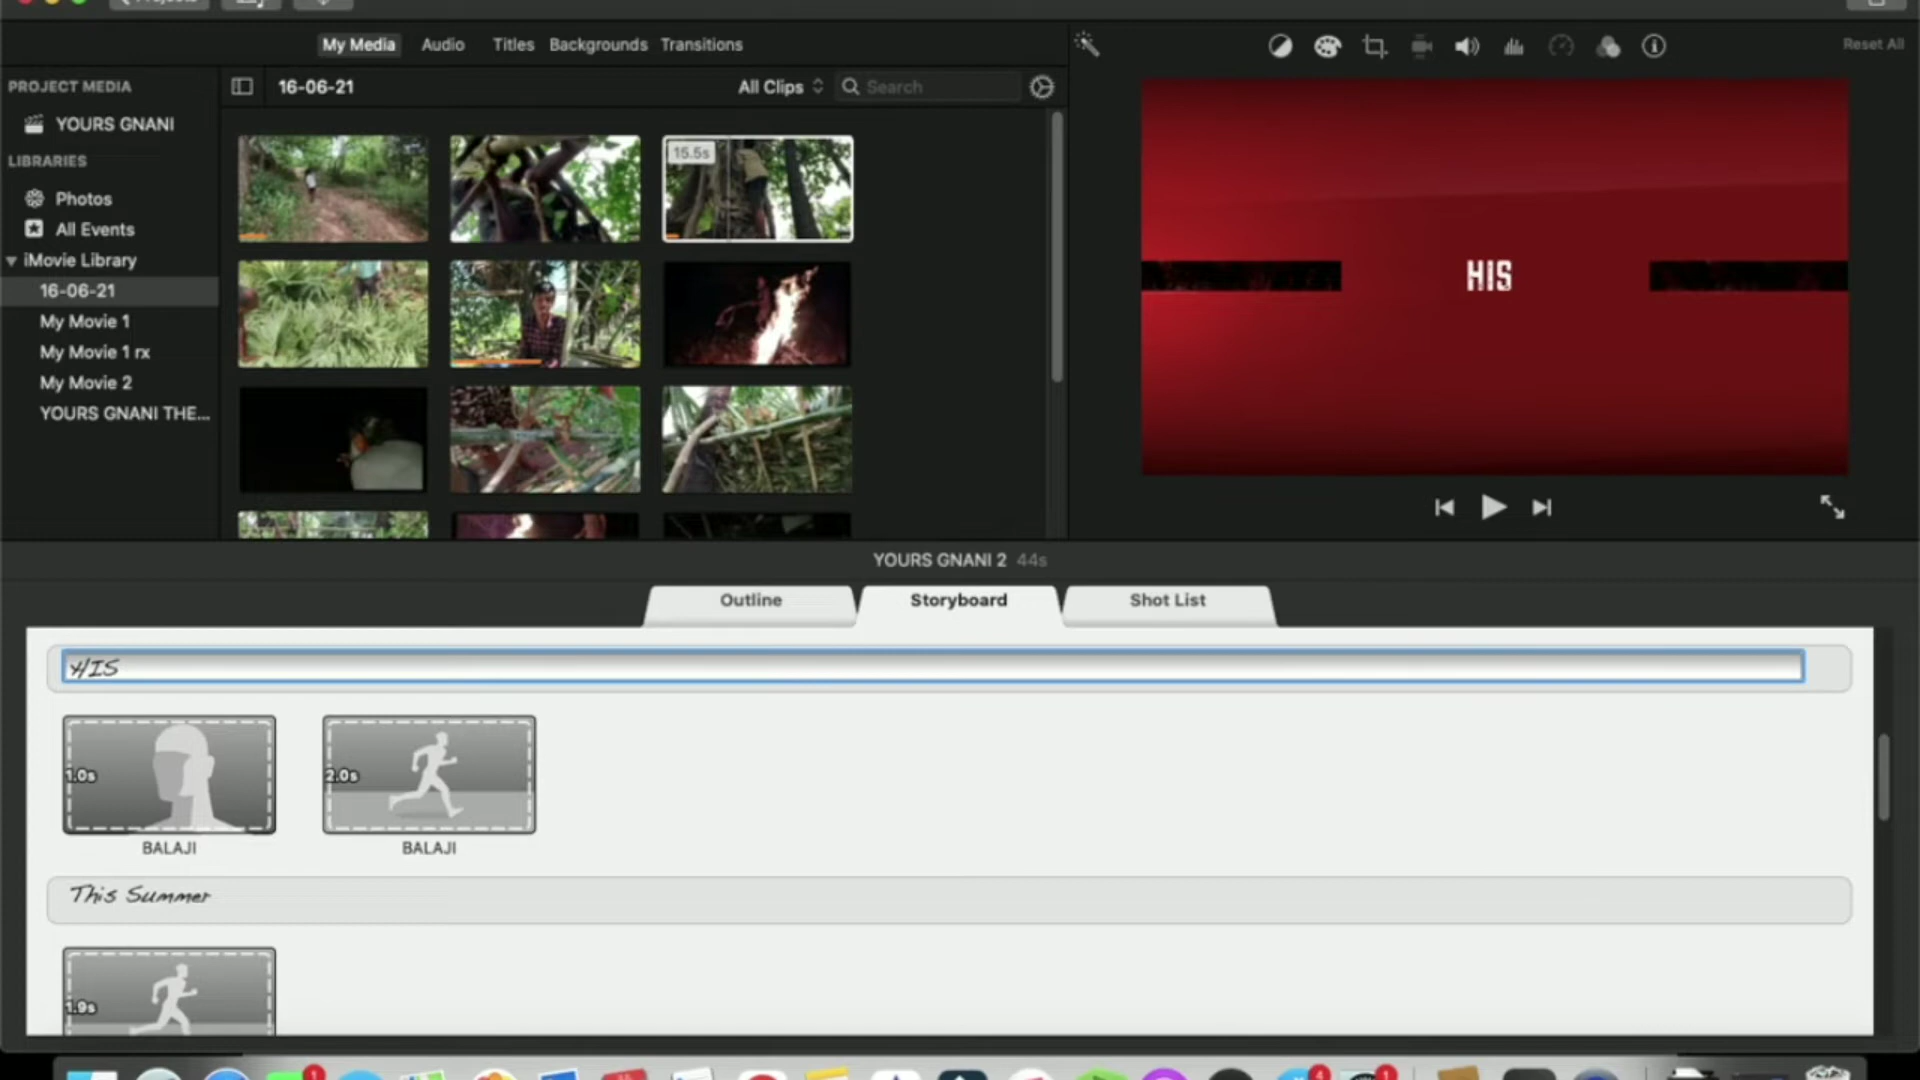 My Media Audio Titles Backgrounds Transitions
Reset All
PROJECT MEDIA
16-06-21
All Clips
Search
YOURS GNANI
LIBRARIES
Photos
All Events
iMovie Library
16-06-21
My Movie 1
My Movie 1 rx
My Movie 2
YOURS GNANI THE...
15.5s
HIS
YOURS GNANI 2 44s
Outline
Storyboard
Shot List
HIS
1.0s
2.0s
BALAJI
BALAJI
This Summer
1.9s
1
4
1